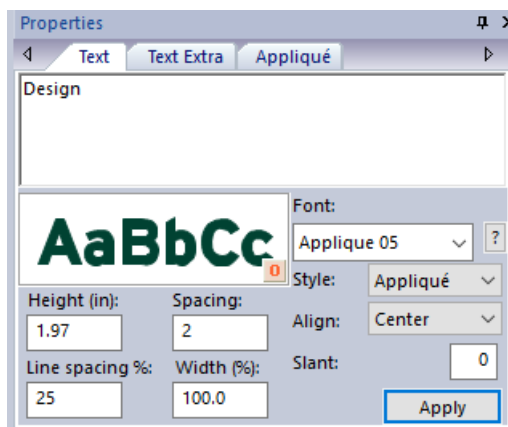 Properties
Text Text Extra Appliqué
Design
AaBbCc
0
Font:
Applique 05
?
Style: Appliqué
Height (in): Spacing:
1.97 2
Align: Center
Line spacing %: Width (%):
25 100.0
Slant: 0
Apply